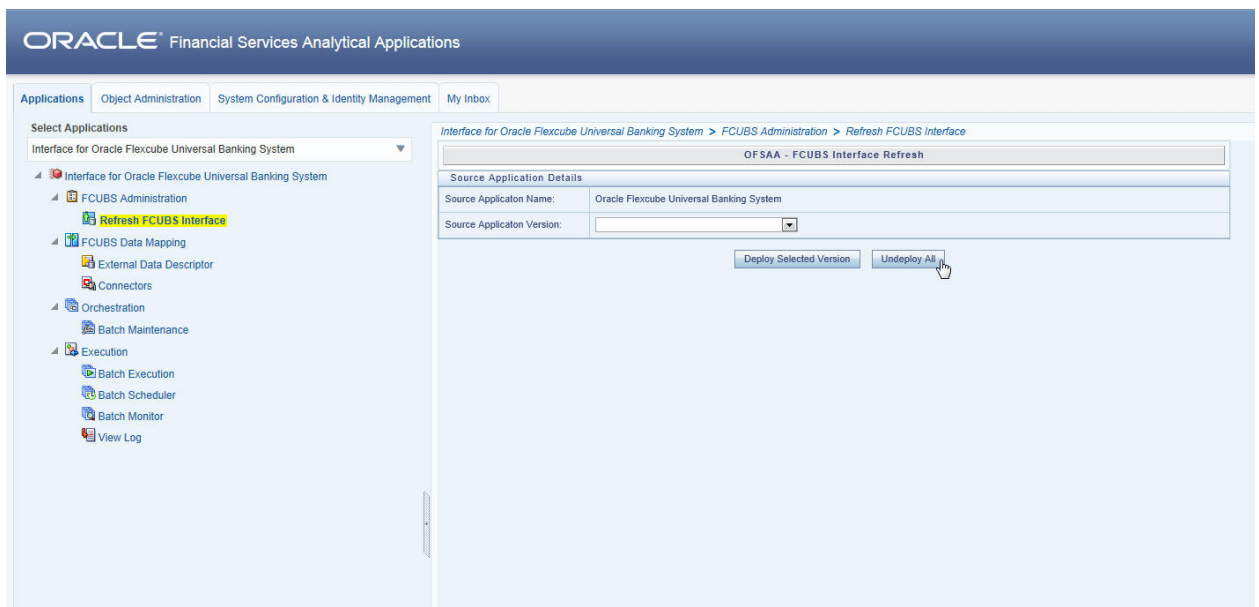 ORACLE® Financial Services Analytical Applications
Applications Object Administration System Configuration & Identity Management My Inbox
Select Applications
Interface for Oracle Flexcube Universal Banking System
Interface for Oracle Flexcube Universal Banking System
FCUBS Administration
Refresh FCUBS Interface
FCUBS Data Mapping
External Data Descriptor
Connectors
Orchestration
Batch Maintenance
Execution
Batch Execution
Batch Scheduler
Batch Monitor
View Log
Interface for Oracle Flexcube Universal Banking System > FCUBS Administration > Refresh FCUBS Interface
OFSAA - FCUBS Interface Refresh
Source Application Details
Source Applicaton Name: Oracle Flexcube Universal Banking System
Source Applicaton Version:
Deploy Selected Version Undeploy All